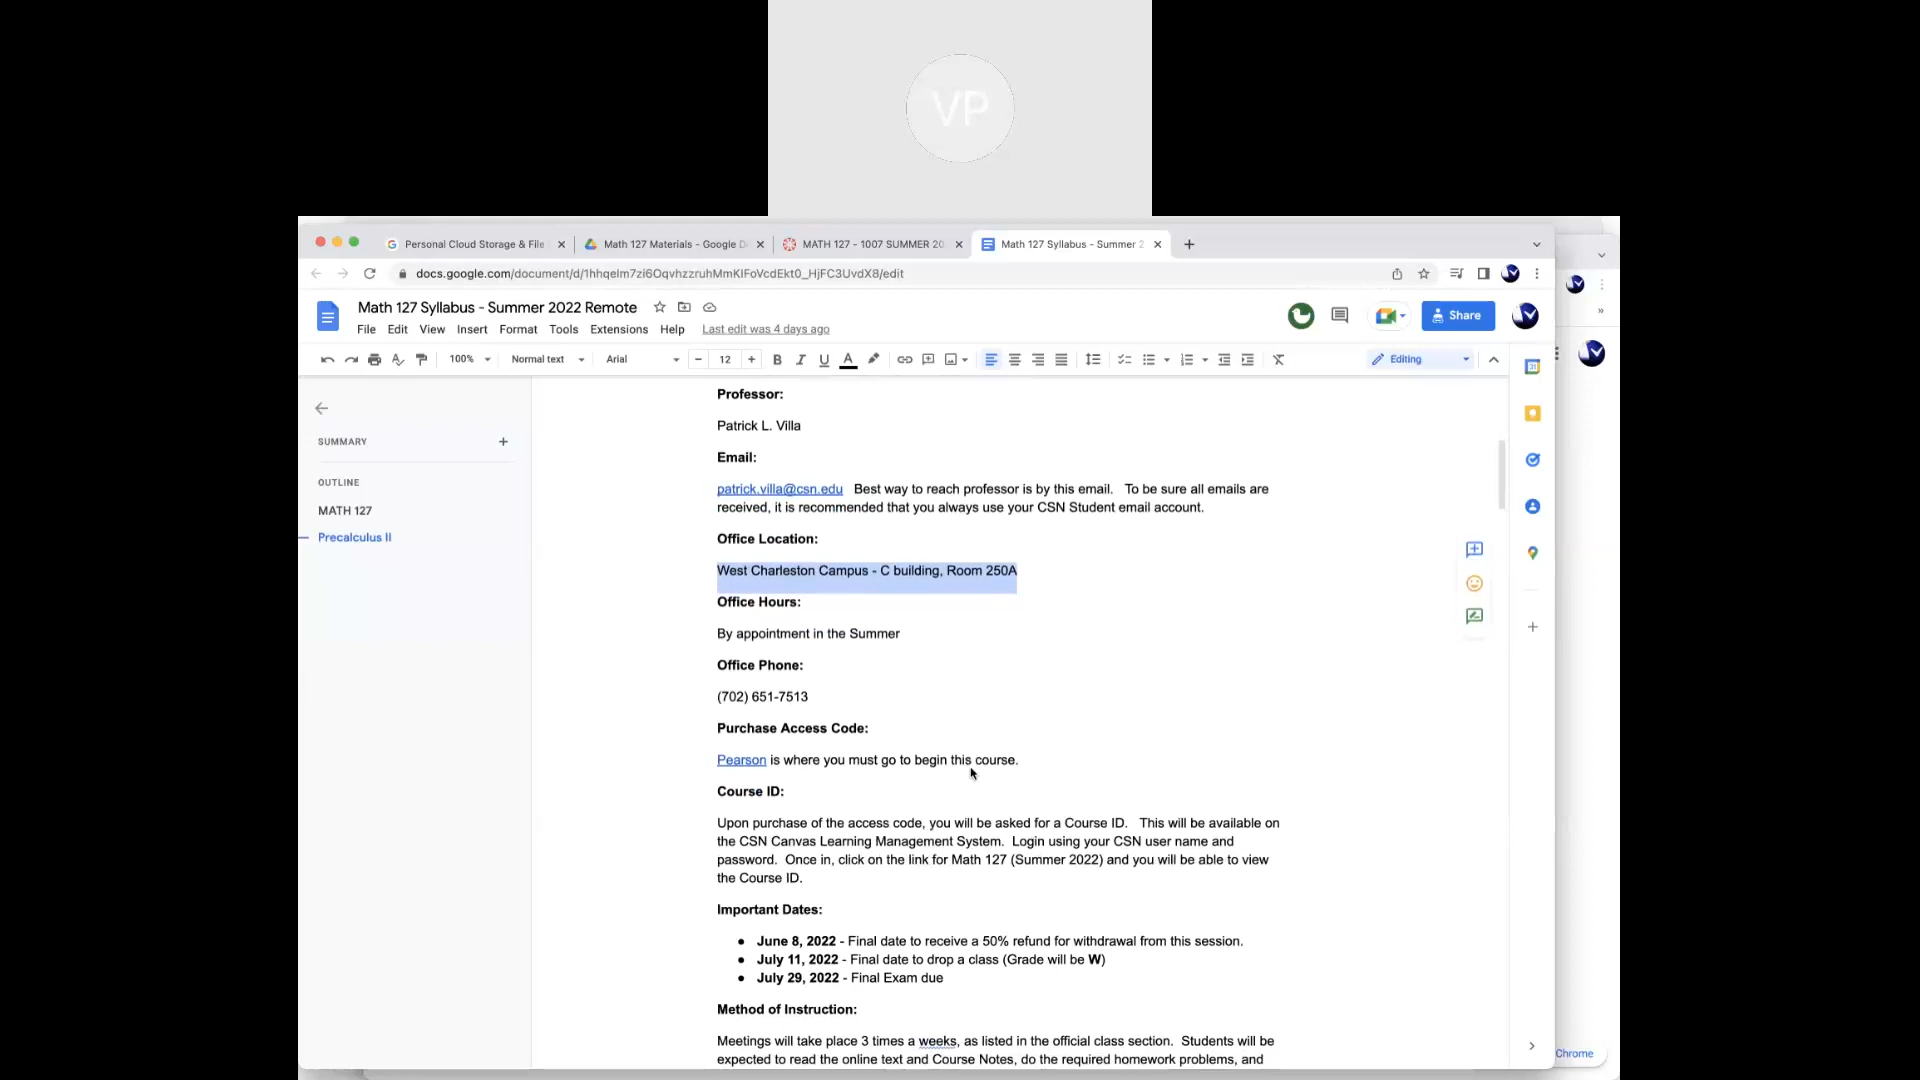 VP
Personal Cloud Storage & File
Math 127 Materials - Google D
MATH 127 - 1007 SUMMER 20
Math 127 Syllabus - Summer 2
docs.google.com/document/d/1hhqelm7zi6OqvhzzruhMmKIFoVcdEkt0_HjFC3UvdX8/edit
Math 127 Syllabus - Summer 2022 Remote
Share
File Edit View Insert Format Tools Extensions Help Last edit was 4 days ago
100% Normal text Arial 12 Editing
SUMMARY
OUTLINE
MATH 127
Precalculus II
Professor:
Patrick L. Villa
Email:
patrick.villa@csn.edu Best way to reach professor is by this email. To be sure all emails are
received, it is recommended that you always use your CSN Student email account.
Office Location:
West Charleston Campus - C building, Room 250A
Office Hours:
By appointment in the Summer
Office Phone:
(702) 651-7513
Purchase Access Code:
Pearson is where you must go to begin this course.
Course ID:
Upon purchase of the access code, you will be asked for a Course ID. This will be available on
the CSN Canvas Learning Management System. Login using your CSN user name and
password. Once in, click on the link for Math 127 (Summer 2022) and you will be able to view
the Course ID.
Important Dates:
● June 8, 2022 - Final date to receive a 50% refund for withdrawal from this session.
● July 11, 2022 - Final date to drop a class (Grade will be W)
● July 29, 2022 - Final Exam due
Method of Instruction:
Meetings will take place 3 times a weeks, as listed in the official class section. Students will be
expected to read the online text and Course Notes, do the required homework problems, and
Chrome